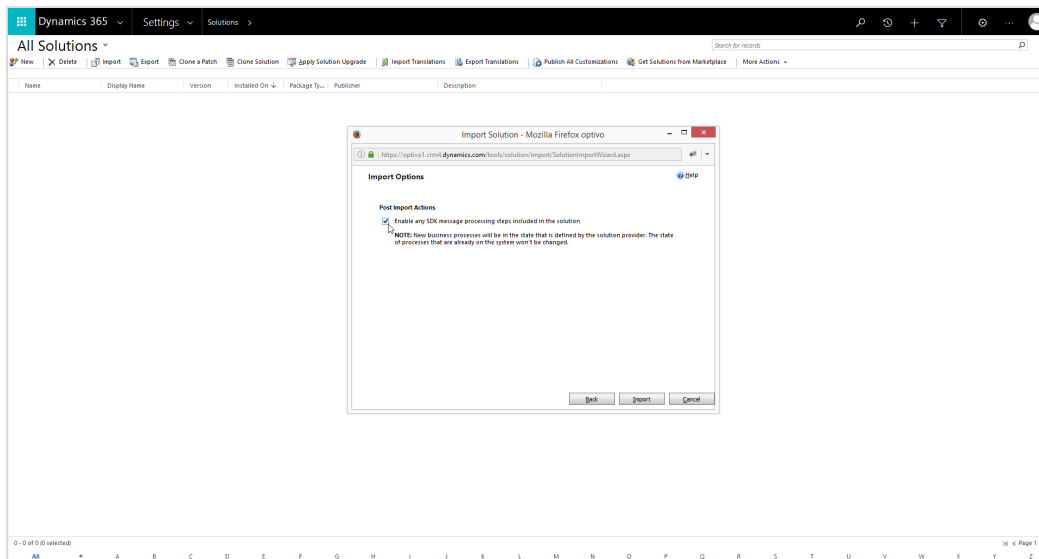 Dynamics 365 Settings Solutions >
All Solutions
Search for records
New Delete Import Export Clone a Patch Clone Solution Apply Solution Upgrade Import Translations Export Translations Publish All Customizations Get Solutions from Marketplace More Actions
Name Display Name Version Installed On ↓ Package Ty... Publisher Description
Import Solution - Mozilla Firefox optivo
https://optivo1.crm4.dynamics.com/tools/solution/import/SolutionImportWizard.aspx
Import Options Help
Post Import Actions
Enable any SDK message processing steps included in the solution
NOTE: New business processes will be in the state that is defined by the solution provider. The state
of processes that are already on the system won't be changed.
Back Import Cancel
0 - 0 of 0 (0 selected) Page 1
All # A B C D E F G H I J K L M N O P Q R S T U V W X Y Z